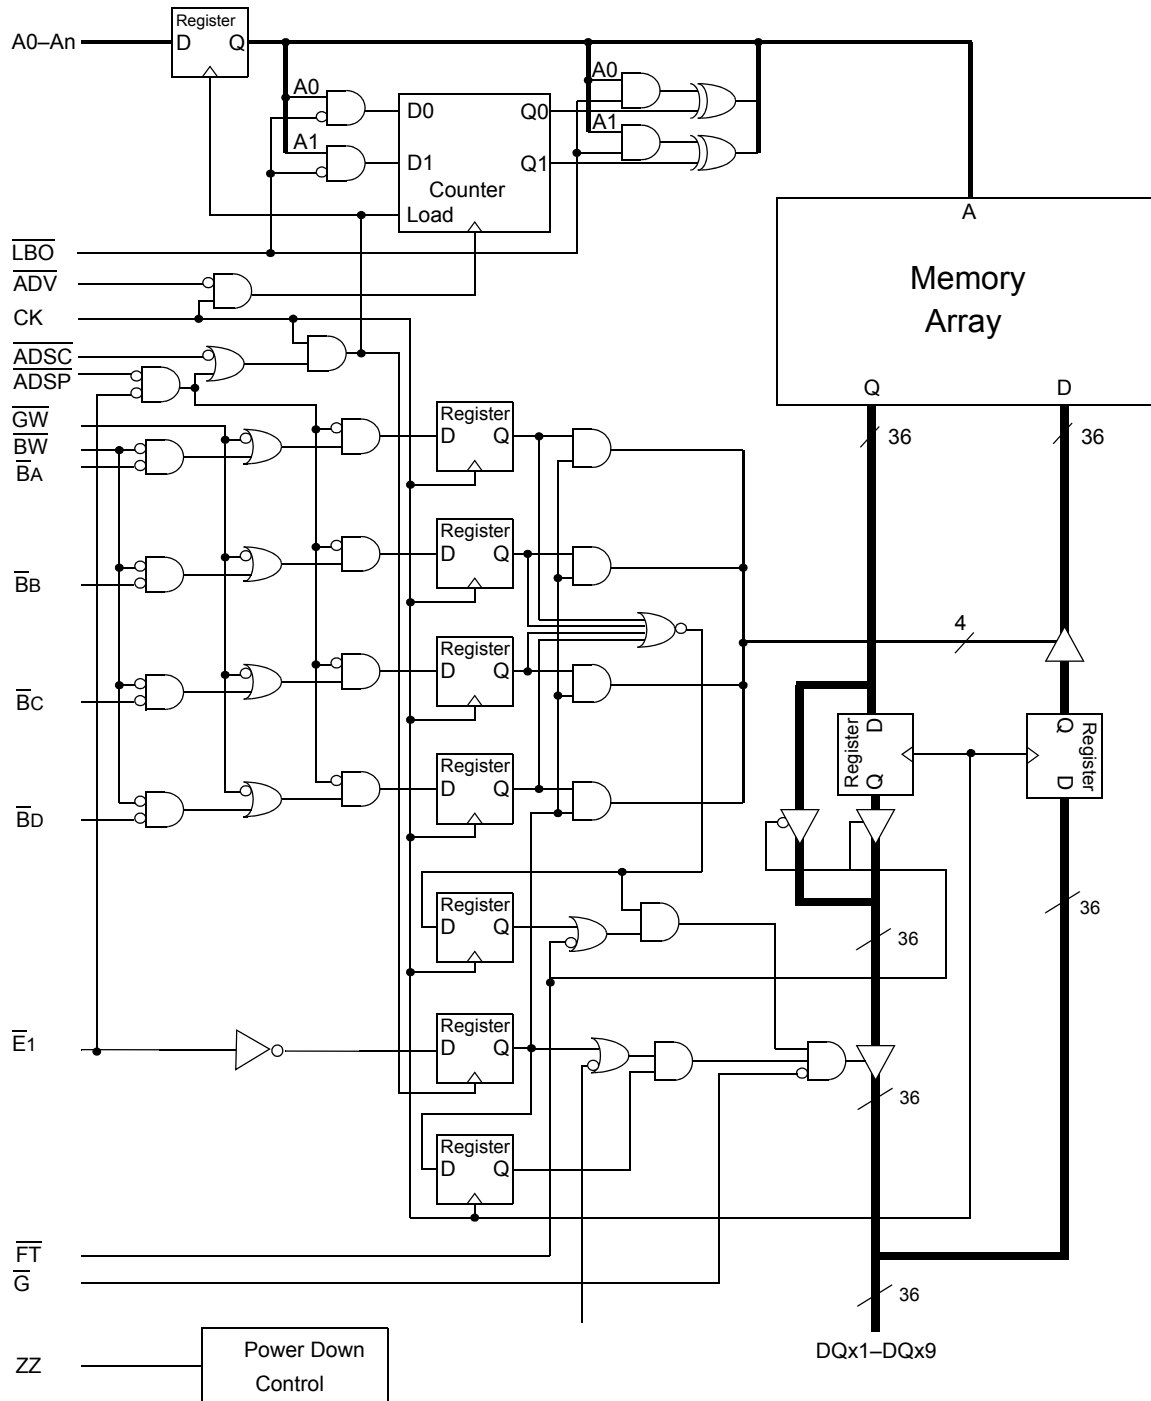 Register
A0–An
D Q
A0
A0
D0
Q0
A1
A1
D1
Q1
Counter
Load
A
LBO
ADV
Memory
CK
Array
ADSC
ADSP
Q D
GW
Register
BW
D Q
36 36
BA
Register
D Q
BB
4
Register
D Q
BC
Register
D
Q
Register
Q
D
Register
D Q
BD
36
Register
D Q
36
Register
E1
D Q
36
Register
D Q
FT
G
36
Power Down
DQx1–DQx9
ZZ
Control